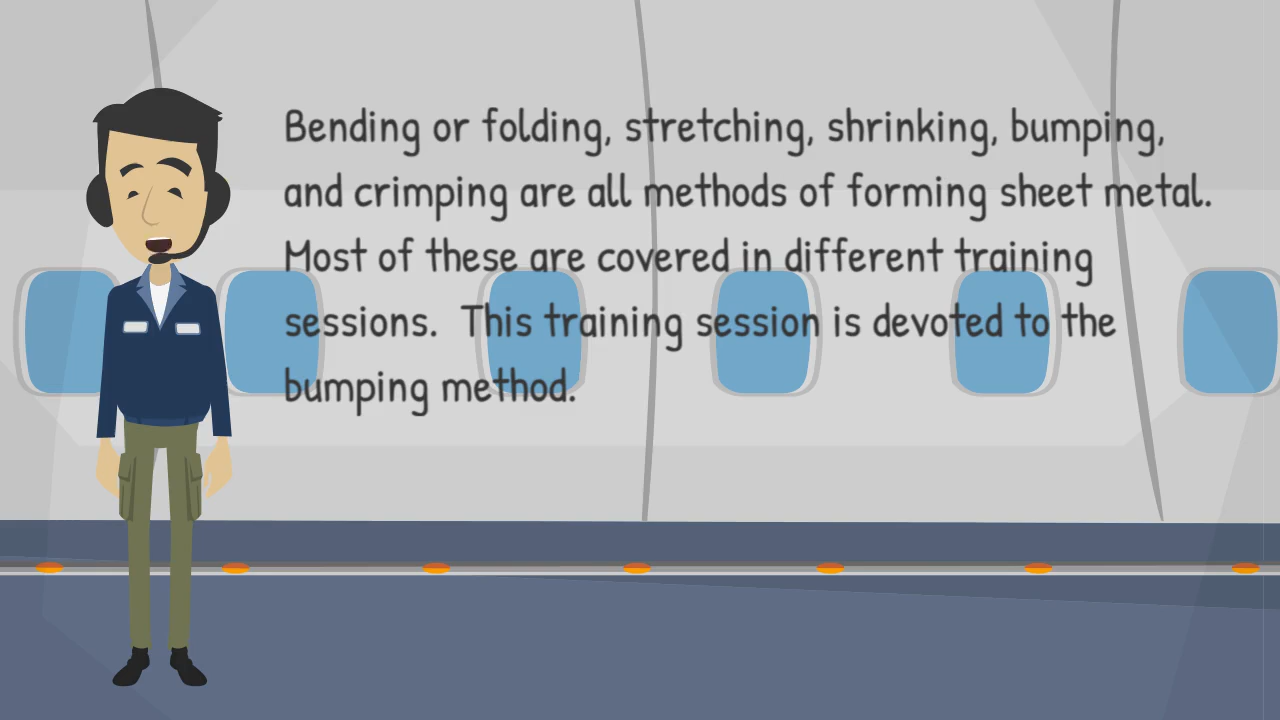 Bending or folding, stretching, shrinking, bumping,
and crimping are all methods of forming sheet metal.
Most of these are covered in different training
sessions.  This training session is devoted to the
bumping method.